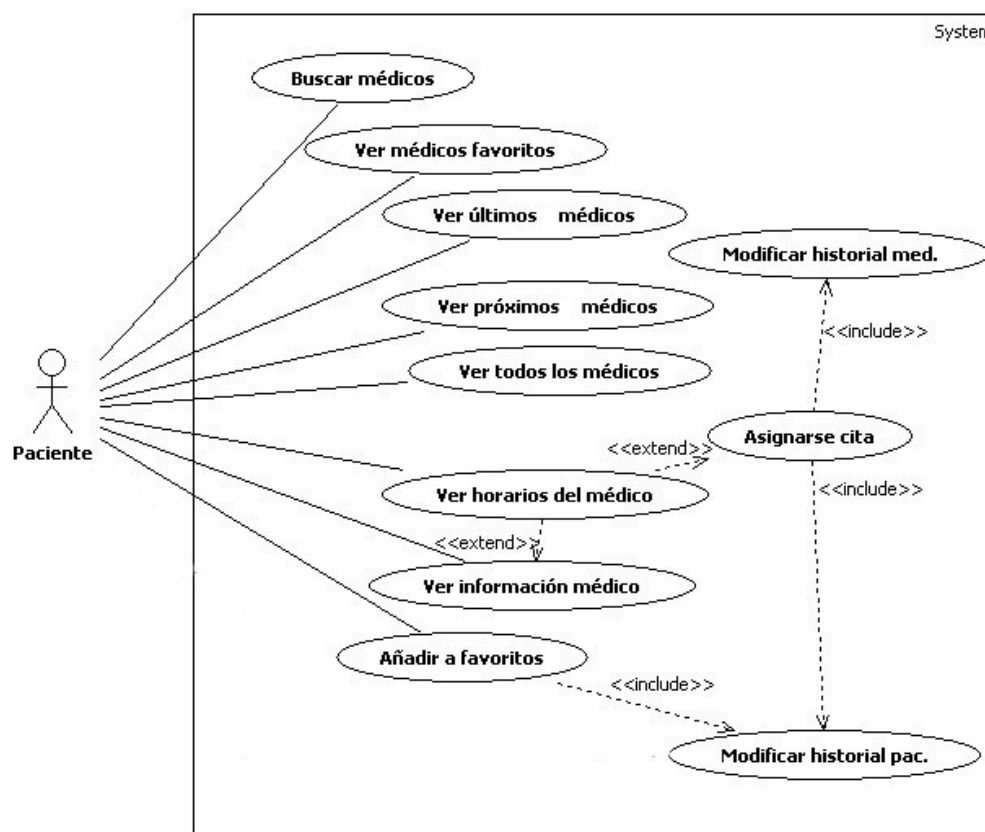 System
Buscar médicos
Ver médicos favoritos
Ver últimos médicos
Modificar historial med.
Ver próximos médicos
<<include>>
Ver todos los médicos
Paciente
Asignarse cita
<<extend>>
<<include>>
Ver horarios del médico
<<extend>>
Ver información médico
Añadir a favoritos
<<include>>
Modificar historial pac.